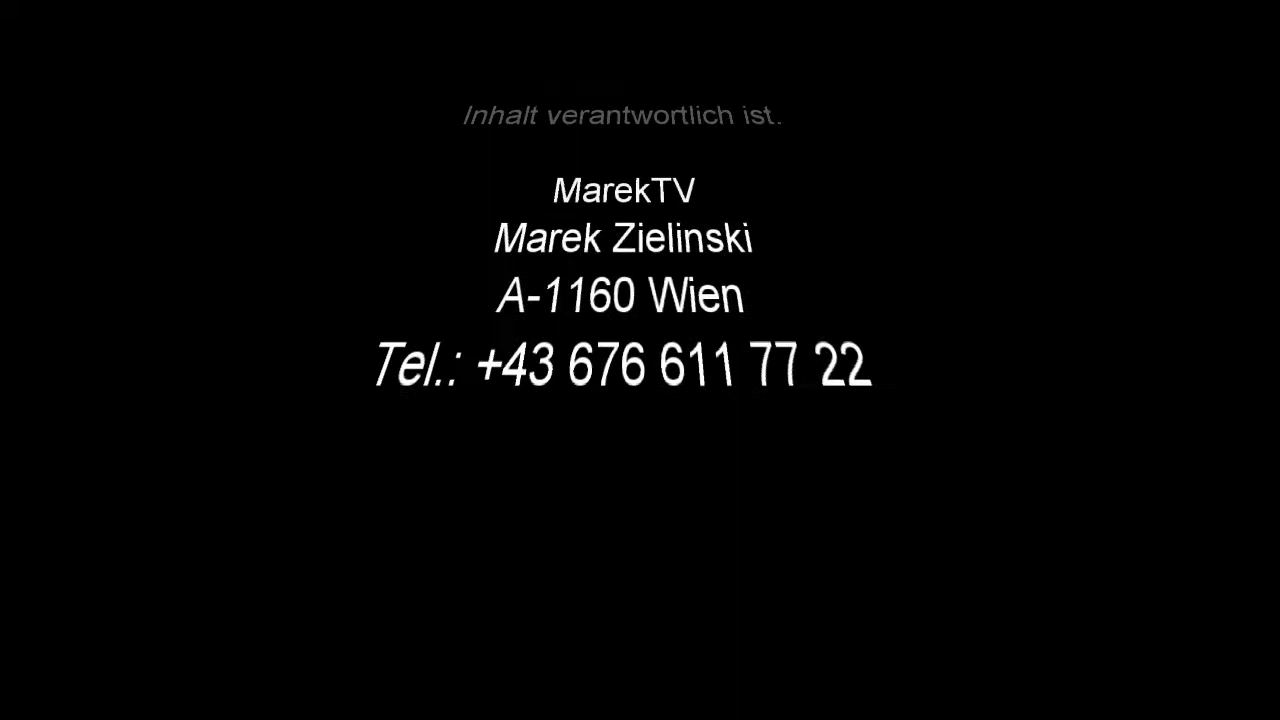 Inhalt verantwortlich ist.
MarekTV
Marek Zielinski
A-1160 Wien
Tel.: +43 676 611 77 22